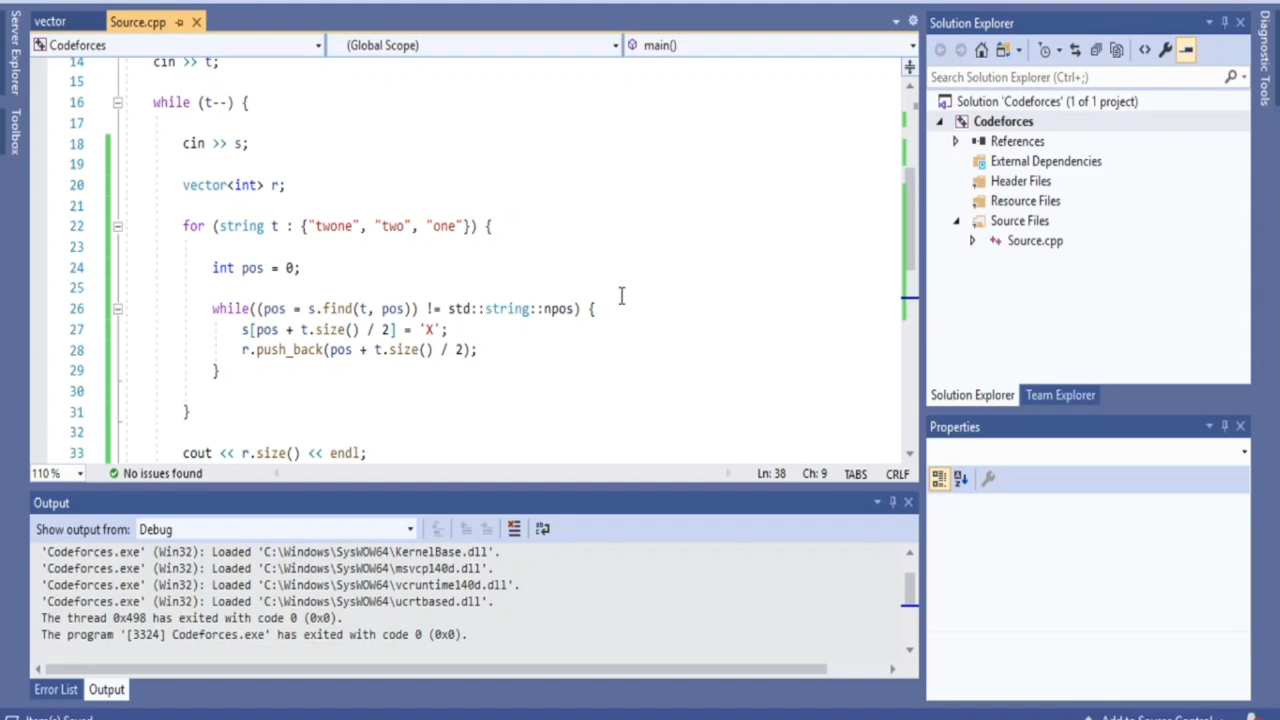 vector
Source.cpp
Codeforces
(Global Scope)
main()
14 cin >> t;
15
16 while (t--) {
17
18 cin >> s;
19
20 vector<int> r;
21
22 for (string t : {"twone", "two", "one"}) {
23
24 int pos = 0;
25
26 while((pos = s.find(t, pos)) != std::string::npos) {
27 s[pos + t.size() / 2] = 'X';
28 r.push_back(pos + t.size() / 2);
29 }
30
31 }
32
33 cout << r.size() << endl;
110 %
No issues found
Ln: 38 Ch: 9 TABS CRLF
Output
Show output from: Debug
'Codeforces.exe' (Win32): Loaded 'C:\Windows\SysWOW64\KernelBase.dll'.
'Codeforces.exe' (Win32): Loaded 'C:\Windows\SysWOW64\msvcp140d.dll'.
'Codeforces.exe' (Win32): Loaded 'C:\Windows\SysWOW64\vcruntime140d.dll'.
'Codeforces.exe' (Win32): Loaded 'C:\Windows\SysWOW64\ucrtbased.dll'.
The thread 0x498 has exited with code 0 (0x0).
The program '[3324] Codeforces.exe' has exited with code 0 (0x0).
Error List
Output
Item(s) Saved
Server Explorer
Toolbox
Solution Explorer
Search Solution Explorer (Ctrl+;)
Solution 'Codeforces' (1 of 1 project)
Codeforces
References
External Dependencies
Header Files
Resource Files
Source Files
Source.cpp
Solution Explorer
Team Explorer
Properties
Add to Source Control
Diagnostic Tools